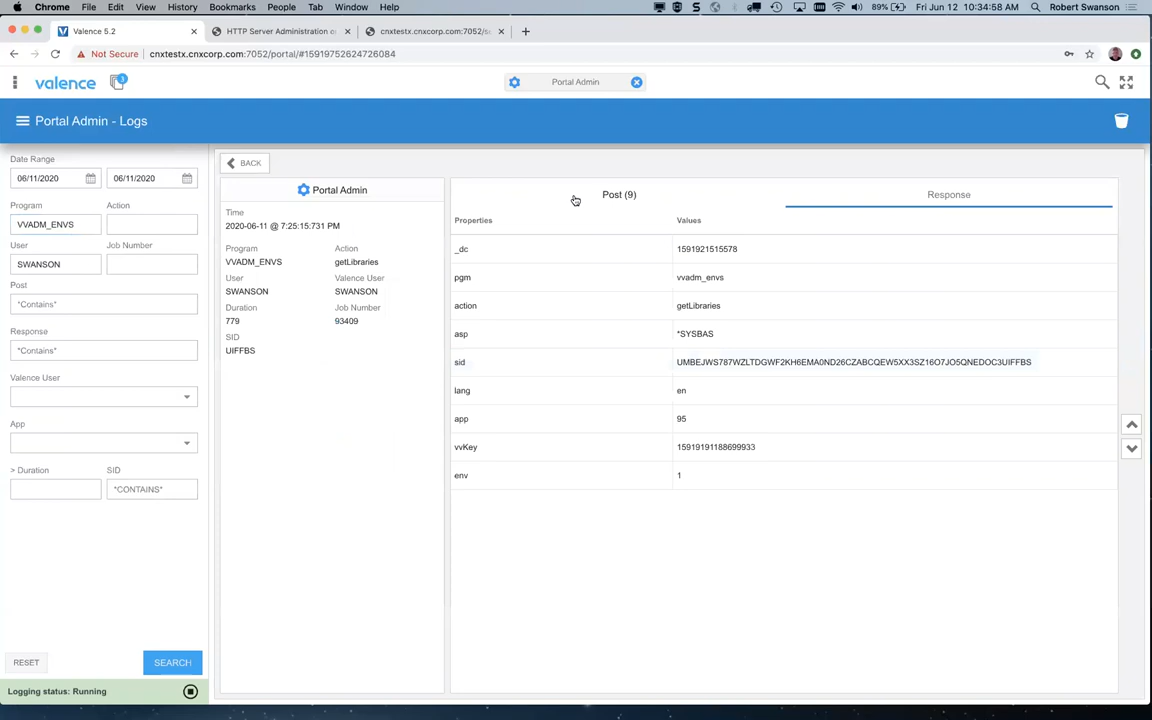 Chrome File Edit View History Bookmarks People Tab Window Help 89% Fri Jun 12 10:34:58 AM Robert Swanson
Valence 5.2 HTTP Server Administration o cnxtestx.cnxcorp.com:7052/sa
Not Secure cnxtestx.cnxcorp.com:7052/portal/#15919752624726084
valence Portal Admin
Portal Admin - Logs
Date Range
06/11/2020 06/11/2020
Program Action
VVADM_ENVS
User Job Number
SWANSON
Post
*Contains*
Response
*Contains*
Valence User
App
> Duration SID
*CONTAINS*
RESET SEARCH
Logging status: Running
BACK
Portal Admin
Time
2020-06-11 @ 7:25:15:731 PM
Program Action
VVADM_ENVS getLibraries
User Valence User
SWANSON SWANSON
Duration Job Number
779 93409
SID
UIFFBS
Post (9) Response
Properties Values
_dc 1591921515578
pgm vvadm_envs
action getLibraries
asp *SYSBAS
sid UMBEJWS787WZLTDGWF2KH6EMA0ND26CZABCQEW5XX3SZ16O7JO5QNEDOC3UIFFBS
lang en
app 95
vvKey 15919191188699933
env 1